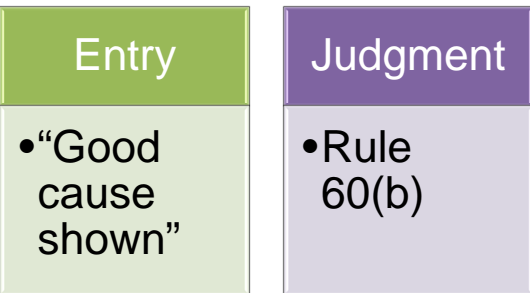 Entry
•“Good
cause
shown”
Judgment
•Rule
60(b)